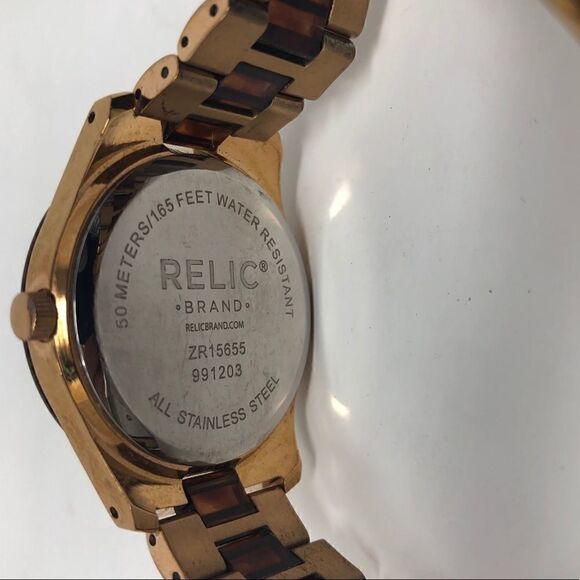 50 METERS/165 FEET WATER RESISTANT
RELIC®
•BRAND•
RELICBRAND.COM
ZR15655
991203
ALL STAINLESS STEEL